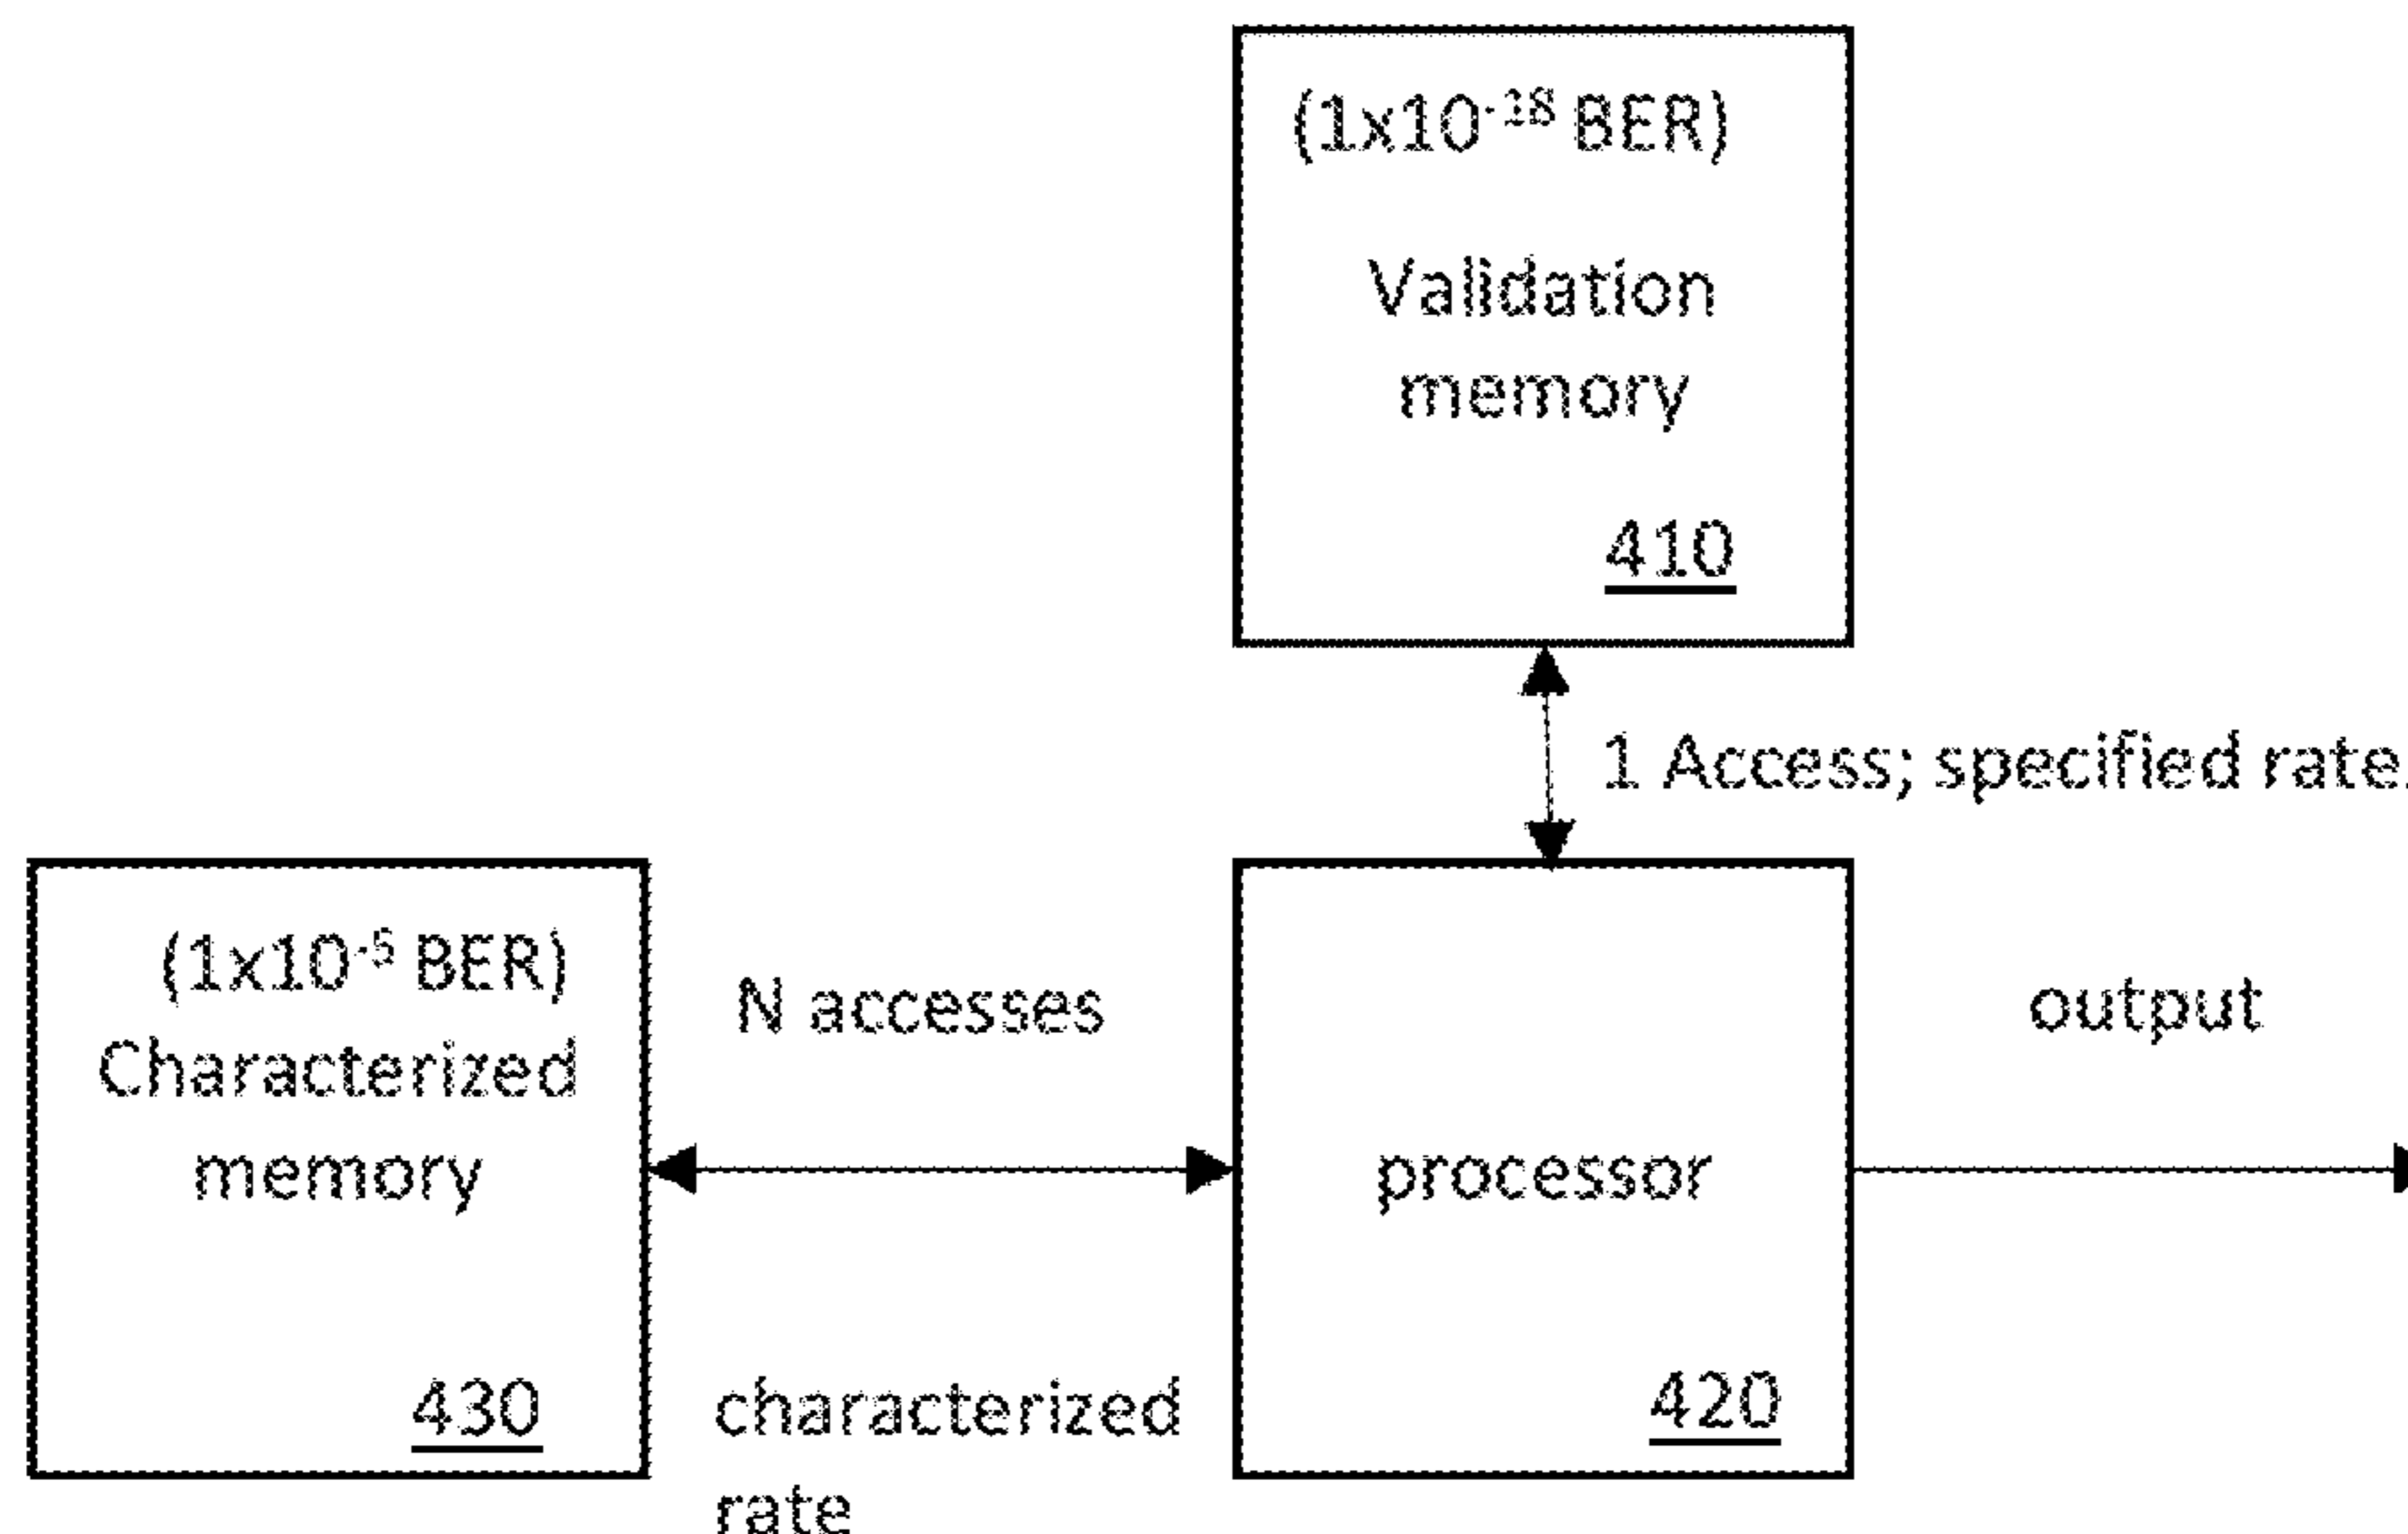 (1x10⁻¹⁸ BER)
Validation
memory
410
1 Access; specified rate.
(1x10⁻⁵ BER)
Characterized
memory
430
N accesses
characterized
rate
processor
420
output